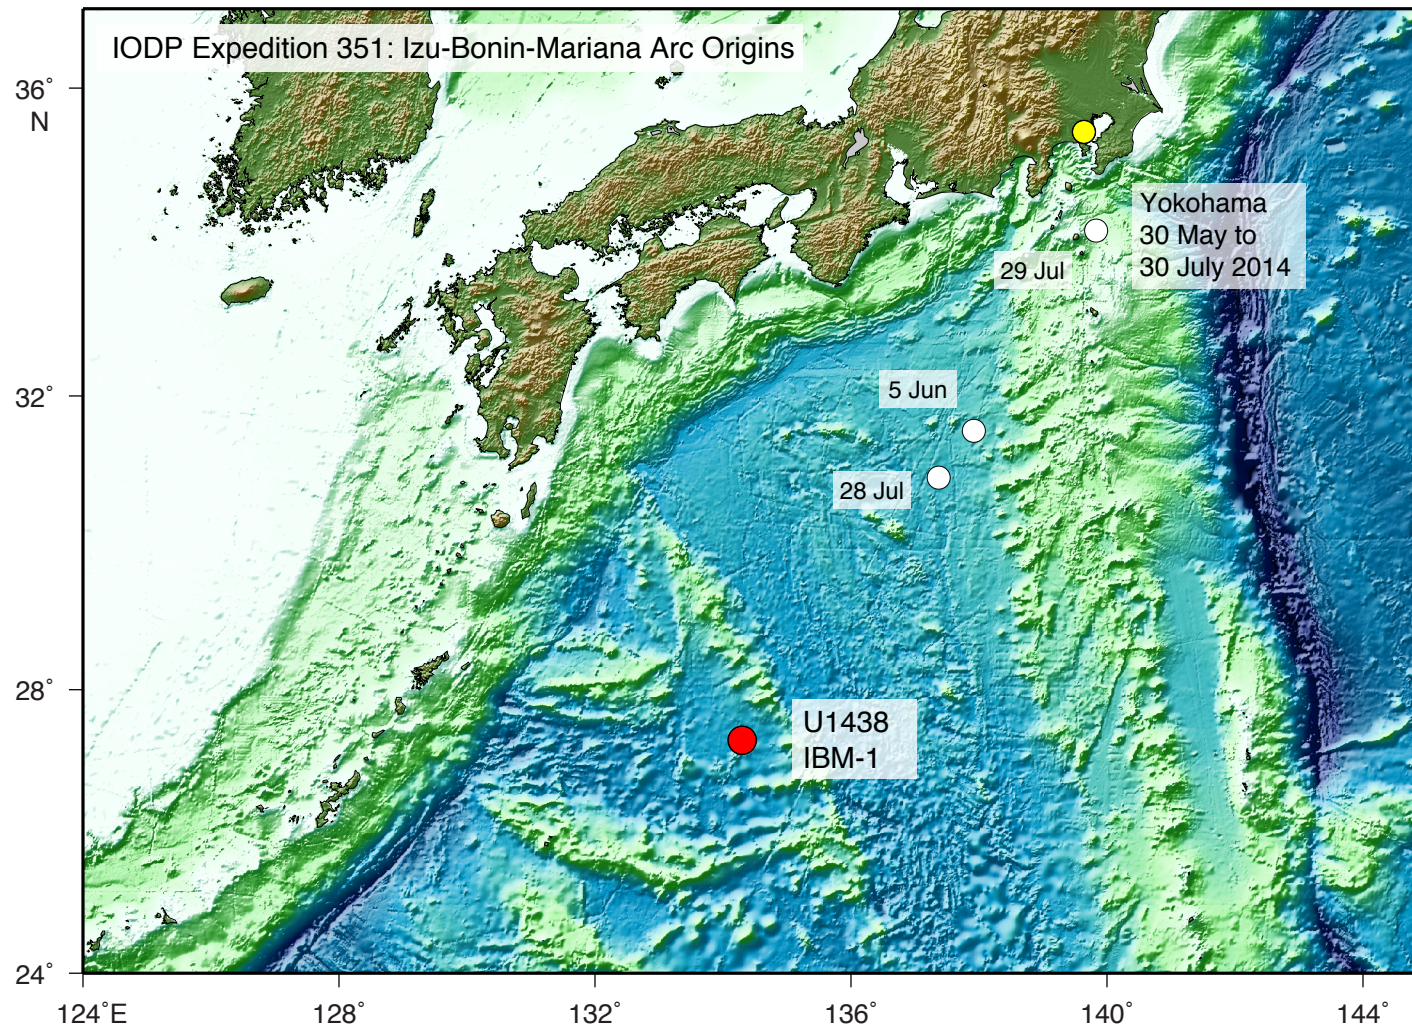 IODP Expedition 351: Izu-Bonin-Mariana Arc Origins
36°
N
Yokohama
30 May to
30 July 2014
29 Jul
32°
5 Jun
28 Jul
28°
U1438
IBM-1
24°
124°E
128°
132°
136°
140°
144°